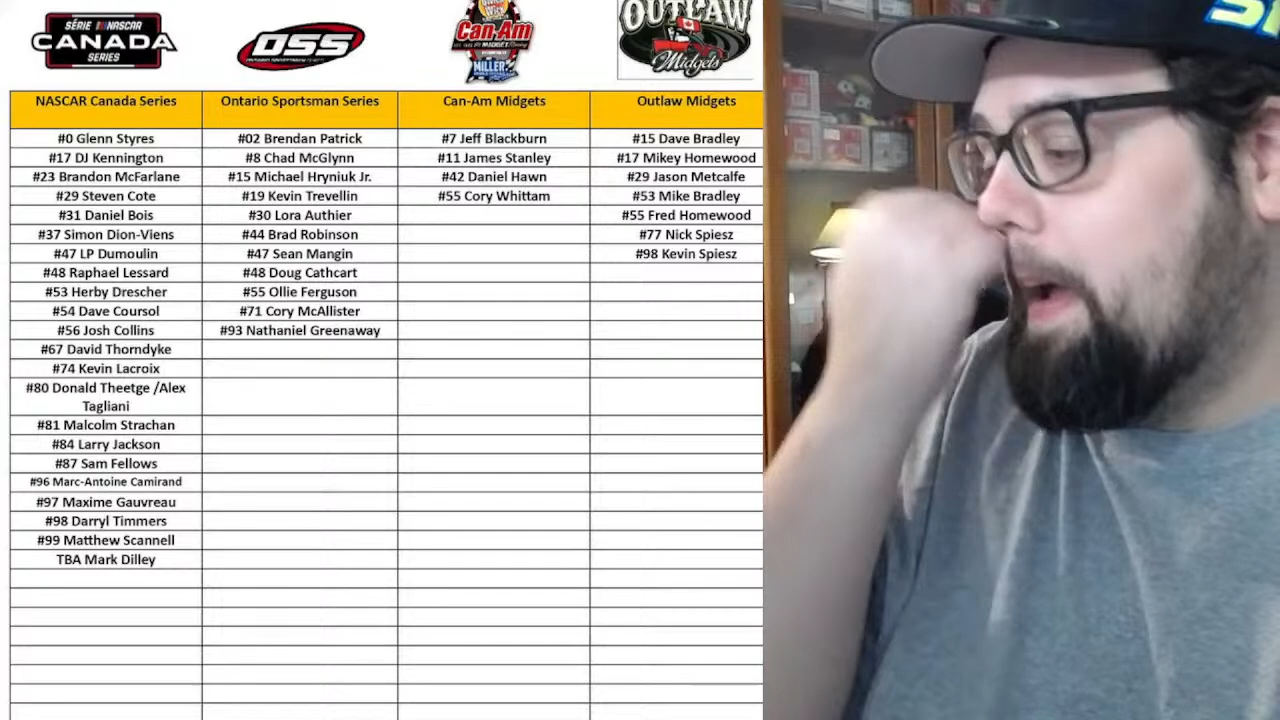 SÉRIE NASCAR
CANADA
SERIES
OSS
Can-Am
MIDGET
MILLER
OUTLAW
Midgets
NASCAR Canada Series
Ontario Sportsman Series
Can-Am Midgets
Outlaw Midgets
#0 Glenn Styres
#02 Brendan Patrick
#7 Jeff Blackburn
#15 Dave Bradley
#17 DJ Kennington
#8 Chad McGlynn
#11 James Stanley
#17 Mikey Homewood
#23 Brandon McFarlane
#15 Michael Hryniuk Jr.
#42 Daniel Hawn
#29 Jason Metcalfe
#29 Steven Cote
#19 Kevin Trevellin
#55 Cory Whittam
#53 Mike Bradley
#31 Daniel Bois
#30 Lora Authier
#55 Fred Homewood
#37 Simon Dion-Viens
#44 Brad Robinson
#77 Nick Spiesz
#47 LP Dumoulin
#47 Sean Mangin
#98 Kevin Spiesz
#48 Raphael Lessard
#48 Doug Cathcart
#53 Herby Drescher
#55 Ollie Ferguson
#54 Dave Coursol
#71 Cory McAllister
#56 Josh Collins
#93 Nathaniel Greenaway
#67 David Thorndyke
#74 Kevin Lacroix
#80 Donald Theetge /Alex
Tagliani
#81 Malcolm Strachan
#84 Larry Jackson
#87 Sam Fellows
#96 Marc-Antoine Camirand
#97 Maxime Gauvreau
#98 Darryl Timmers
#99 Matthew Scannell
TBA Mark Dilley